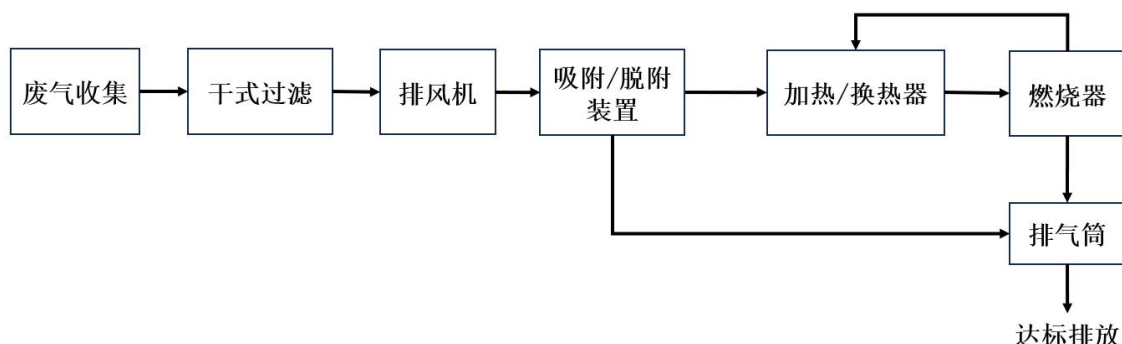 废气收集
干式过滤
排风机
吸附/脱附
装置
加热/换热器
燃烧器
排气筒
达标排放